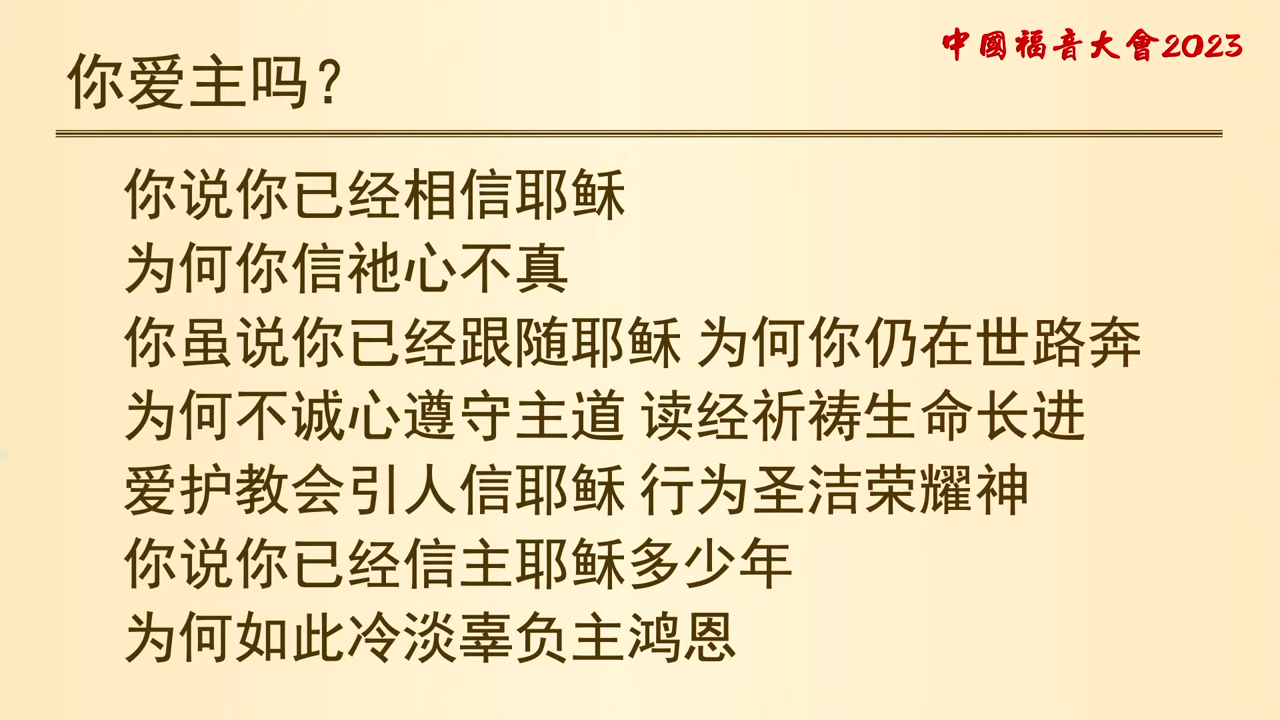 中國福音大會2023
你爱主吗?
你说你已经相信耶稣
为何你信祂心不真
你虽说你已经跟随耶稣 为何你仍在世路奔
为何不诚心遵守主道 读经祈祷生命长进
爱护教会引人信耶稣 行为圣洁荣耀神
你说你已经信主耶稣多少年
为何如此冷淡辜负主鸿恩